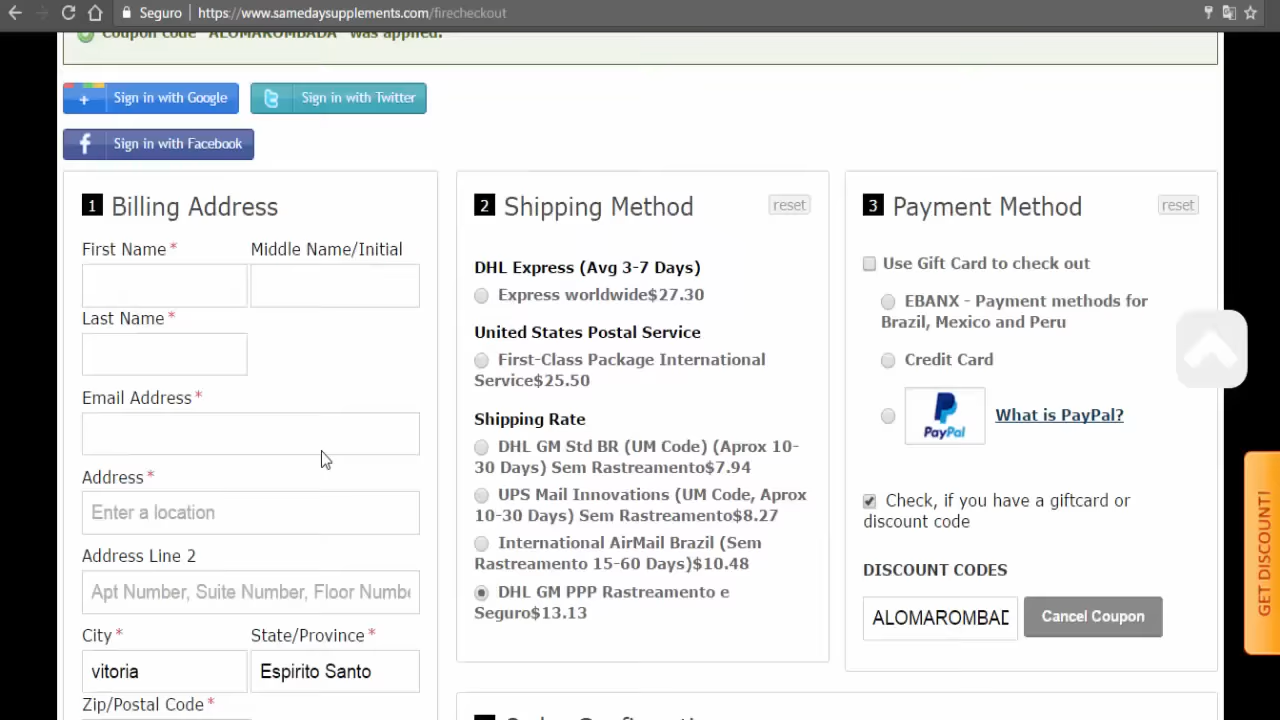 Seguro https://www.samedaysupplements.com/firecheckout
Coupon code "ALOMAROMBADA" was applied.
+ Sign in with Google
Sign in with Twitter
f Sign in with Facebook
1 Billing Address
First Name *
Middle Name/Initial
Last Name *
Email Address *
Address *
Enter a location
Address Line 2
Apt Number, Suite Number, Floor Numbe
City *
State/Province *
vitoria
Espirito Santo
Zip/Postal Code *
2 Shipping Method
reset
DHL Express (Avg 3-7 Days)
Express worldwide$27.30
United States Postal Service
First-Class Package International
Service$25.50
Shipping Rate
DHL GM Std BR (UM Code) (Aprox 10-
30 Days) Sem Rastreamento$7.94
UPS Mail Innovations (UM Code, Aprox
10-30 Days) Sem Rastreamento$8.27
International AirMail Brazil (Sem
Rastreamento 15-60 Days)$10.48
DHL GM PPP Rastreamento e
Seguro$13.13
3 Payment Method
reset
Use Gift Card to check out
EBANX - Payment methods for
Brazil, Mexico and Peru
Credit Card
PayPal
What is PayPal?
Check, if you have a giftcard or
discount code
DISCOUNT CODES
ALOMAROMBAD
Cancel Coupon
GET DISCOUNT!